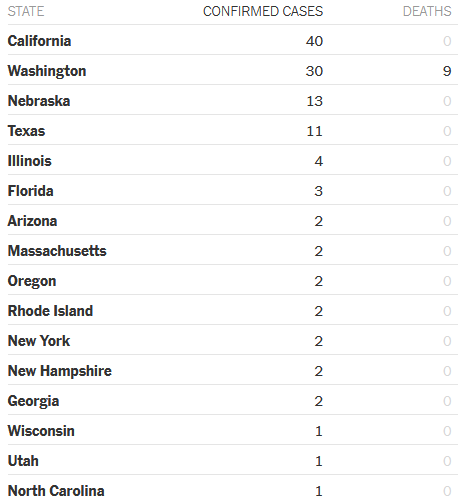 STATE CONFIRMED CASES DEATHS
California 40 0
Washington 30 9
Nebraska 13 0
Texas 11 0
Illinois 4 0
Florida 3 0
Arizona 2 0
Massachusetts 2 0
Oregon 2 0
Rhode Island 2 0
New York 2 0
New Hampshire 2 0
Georgia 2 0
Wisconsin 1 0
Utah 1 0
North Carolina 1 0